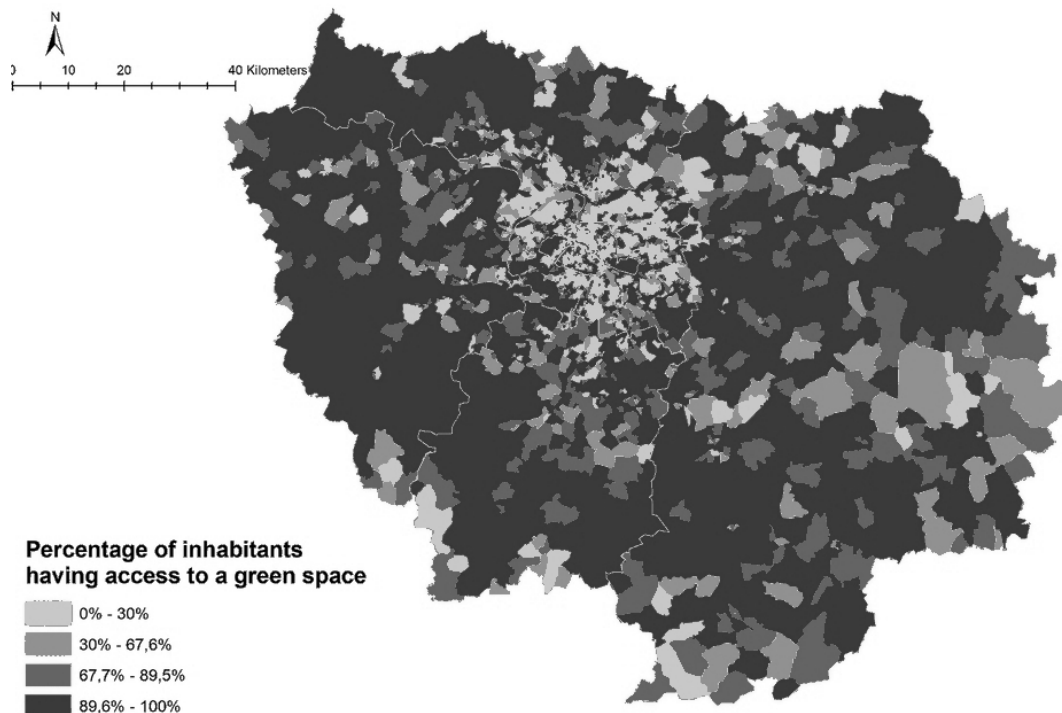 N
0 10 20 40 Kilometers
Percentage of inhabitants
having access to a green space
0% - 30%
30% - 67,6%
67,7% - 89,5%
89,6% - 100%